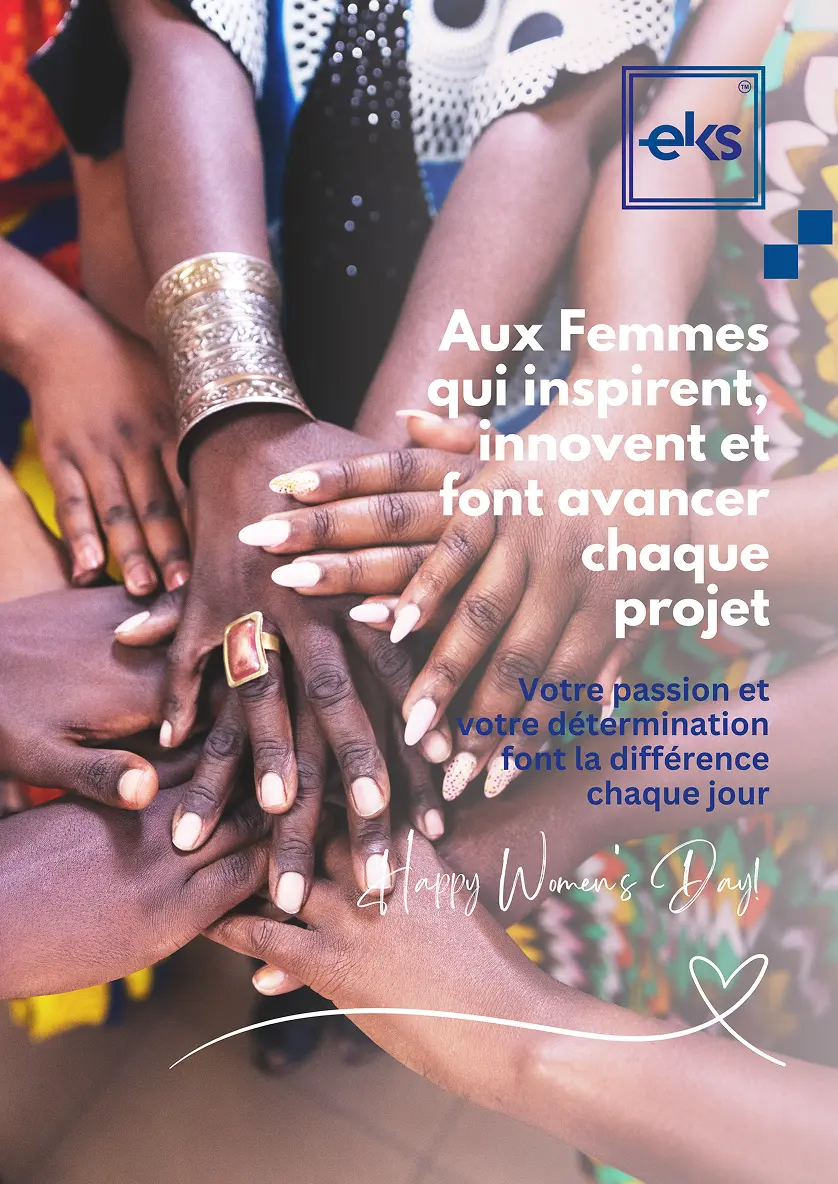 eks
TM
Aux Femmes
qui inspirent,
innovent et
font avancer
chaque
projet
Votre passion et
votre détermination
font la différence
chaque jour
Happy Women's Day!